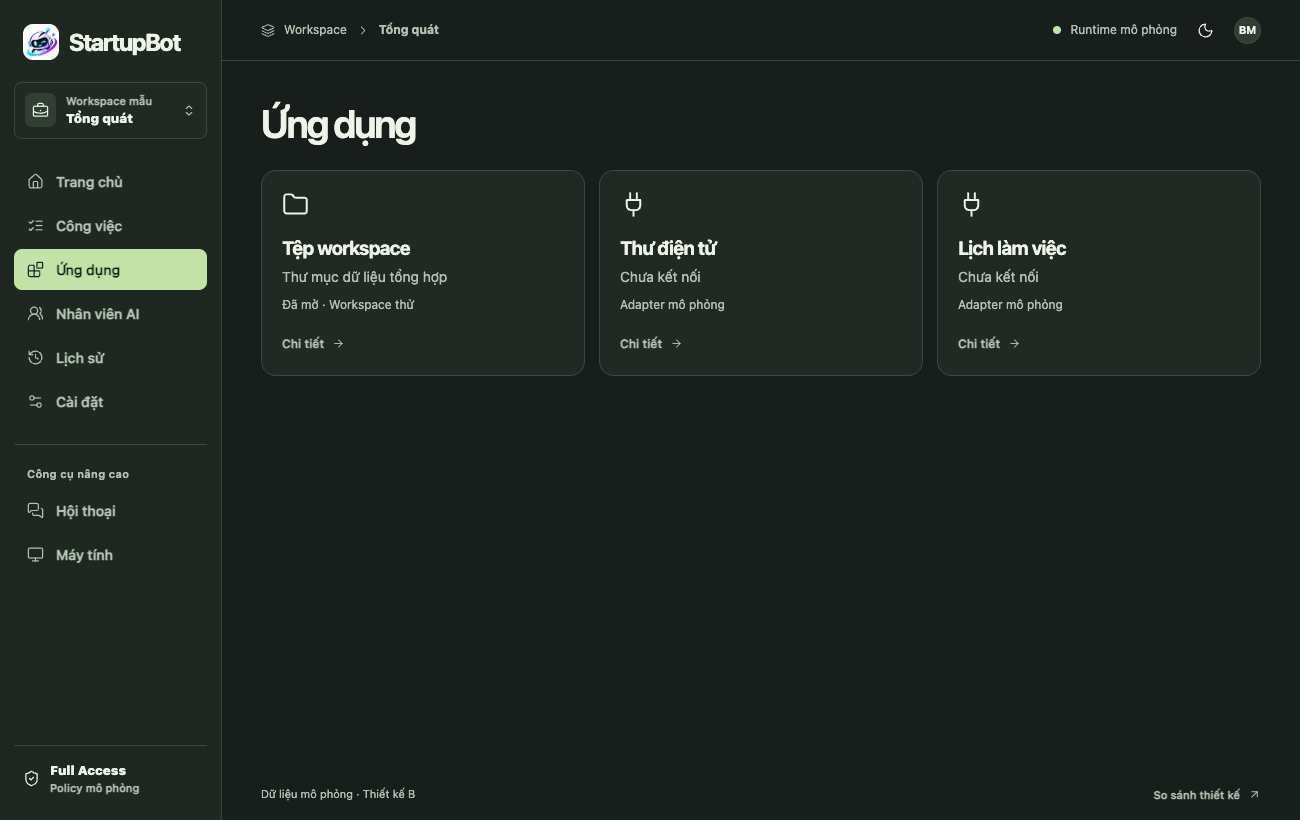 StartupBot
Workspace mẫu
Tổng quát
Trang chủ
Công việc
Ứng dụng
Nhân viên AI
Lịch sử
Cài đặt
Công cụ nâng cao
Hội thoại
Máy tính
Full Access
Policy mô phỏng
Workspace
Tổng quát
Runtime mô phỏng
BM
Ứng dụng
Tệp workspace
Thư mục dữ liệu tổng hợp
Đã mở · Workspace thử
Chi tiết →
Thư điện tử
Chưa kết nối
Adapter mô phỏng
Chi tiết →
Lịch làm việc
Chưa kết nối
Adapter mô phỏng
Chi tiết →
Dữ liệu mô phỏng · Thiết kế B
So sánh thiết kế ↗